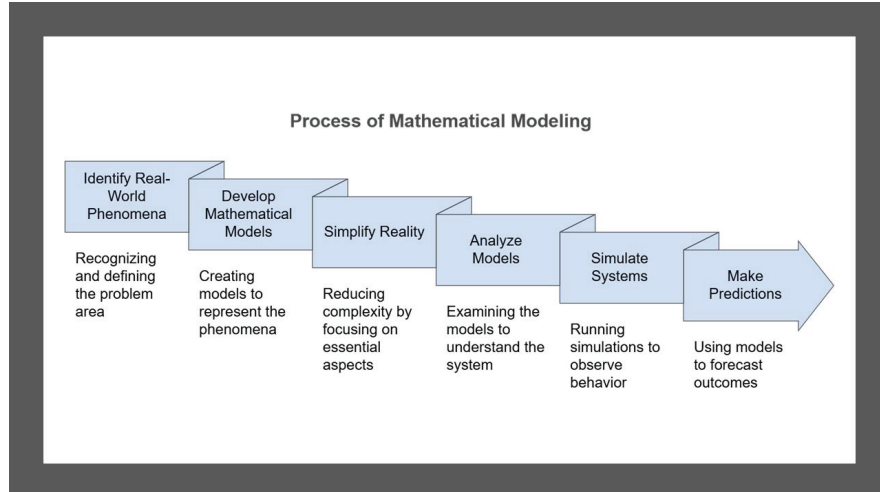 Process of Mathematical Modeling
Identify Real-
World
Phenomena
Recognizing
and defining
the problem
area
Develop
Mathematical
Models
Creating
models to
represent the
phenomena
Simplify Reality
Reducing
complexity by
focusing on
essential
aspects
Analyze
Models
Examining the
models to
understand the
system
Simulate
Systems
Running
simulations to
observe
behavior
Make
Predictions
Using models
to forecast
outcomes